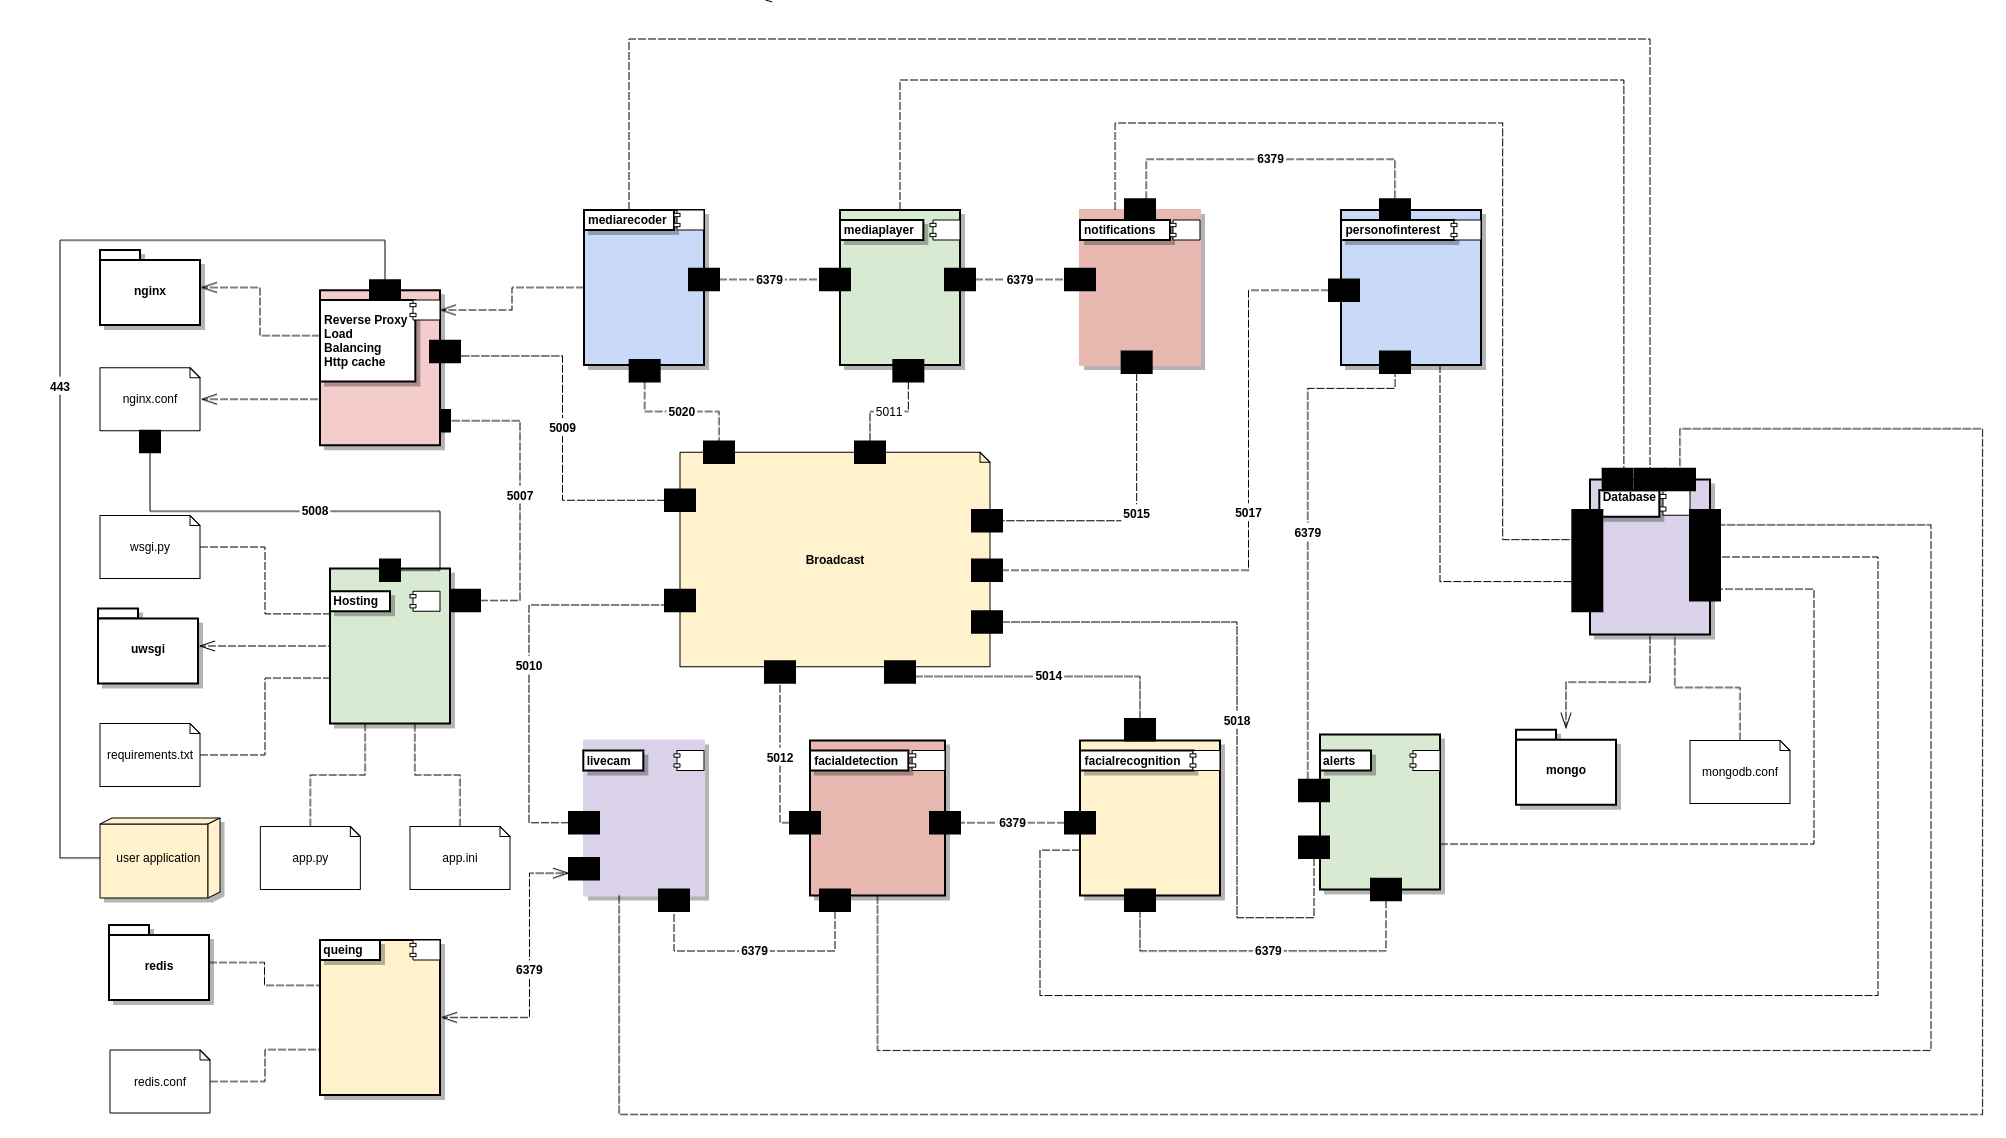 6379
mediarecoder
mediaplayer
notifications
personofinterest
nginx
6379
6379
Reverse Proxy
Load
Balancing
Http cache
443
nginx.conf
5020
5011
5009
5007
5008
5015
5017
6379
Database
wsgi.py
Broadcast
Hosting
uwsgi
5010
5014
5018
requirements.txt
5012
livecam
facialdetection
facialrecognition
alerts
mongo
mongodb.conf
6379
user application
app.py
app.ini
6379
6379
queing
redis
6379
redis.conf